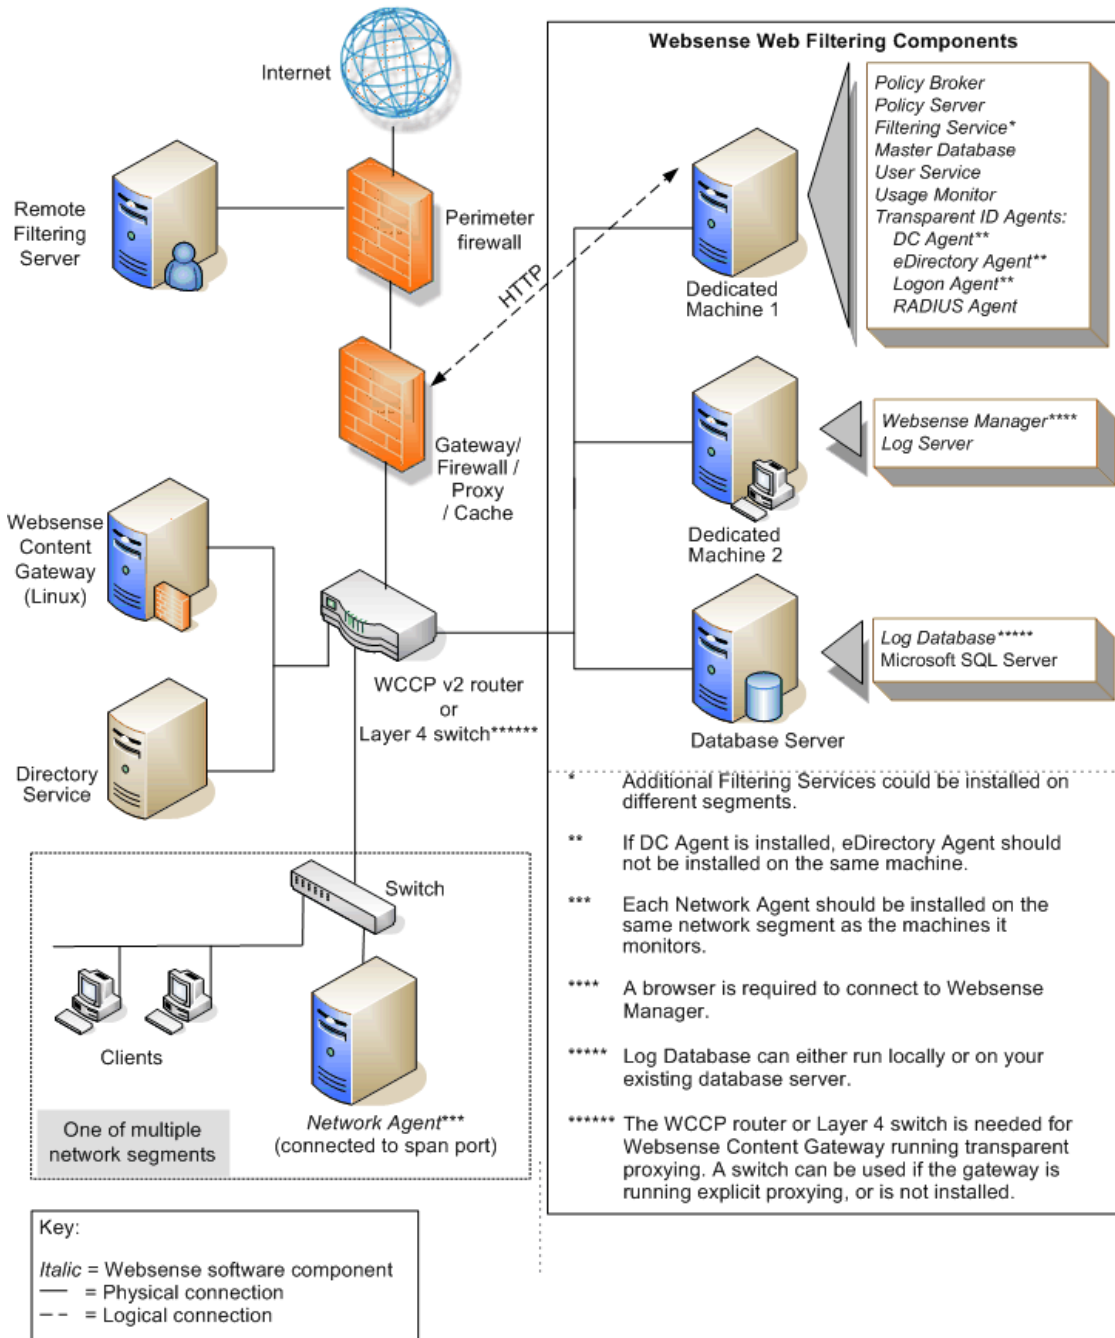 Internet
Remote
Filtering
Server
Perimeter
firewall
HTTP
Gateway/
Firewall /
Proxy
/ Cache
Websense
Content
Gateway
(Linux)
WCCP v2 router
or
Layer 4 switch******
Directory
Service
Switch
Clients
Network Agent***
(connected to span port)
One of multiple
network segments
Key:
Italic = Websense software component
= Physical connection
= Logical connection
Websense Web Filtering Components
Dedicated
Machine 1
Policy Broker
Policy Server
Filtering Service*
Master Database
User Service
Usage Monitor
Transparent ID Agents:
DC Agent**
eDirectory Agent**
Logon Agent**
RADIUS Agent
Dedicated
Machine 2
Websense Manager****
Log Server
Database Server
Log Database*****
Microsoft SQL Server
* Additional Filtering Services could be installed on
different segments.
** If DC Agent is installed, eDirectory Agent should
not be installed on the same machine.
*** Each Network Agent should be installed on the
same network segment as the machines it
monitors.
**** A browser is required to connect to Websense
Manager.
***** Log Database can either run locally or on your
existing database server.
****** The WCCP router or Layer 4 switch is needed for
Websense Content Gateway running transparent
proxying. A switch can be used if the gateway is
running explicit proxying, or is not installed.